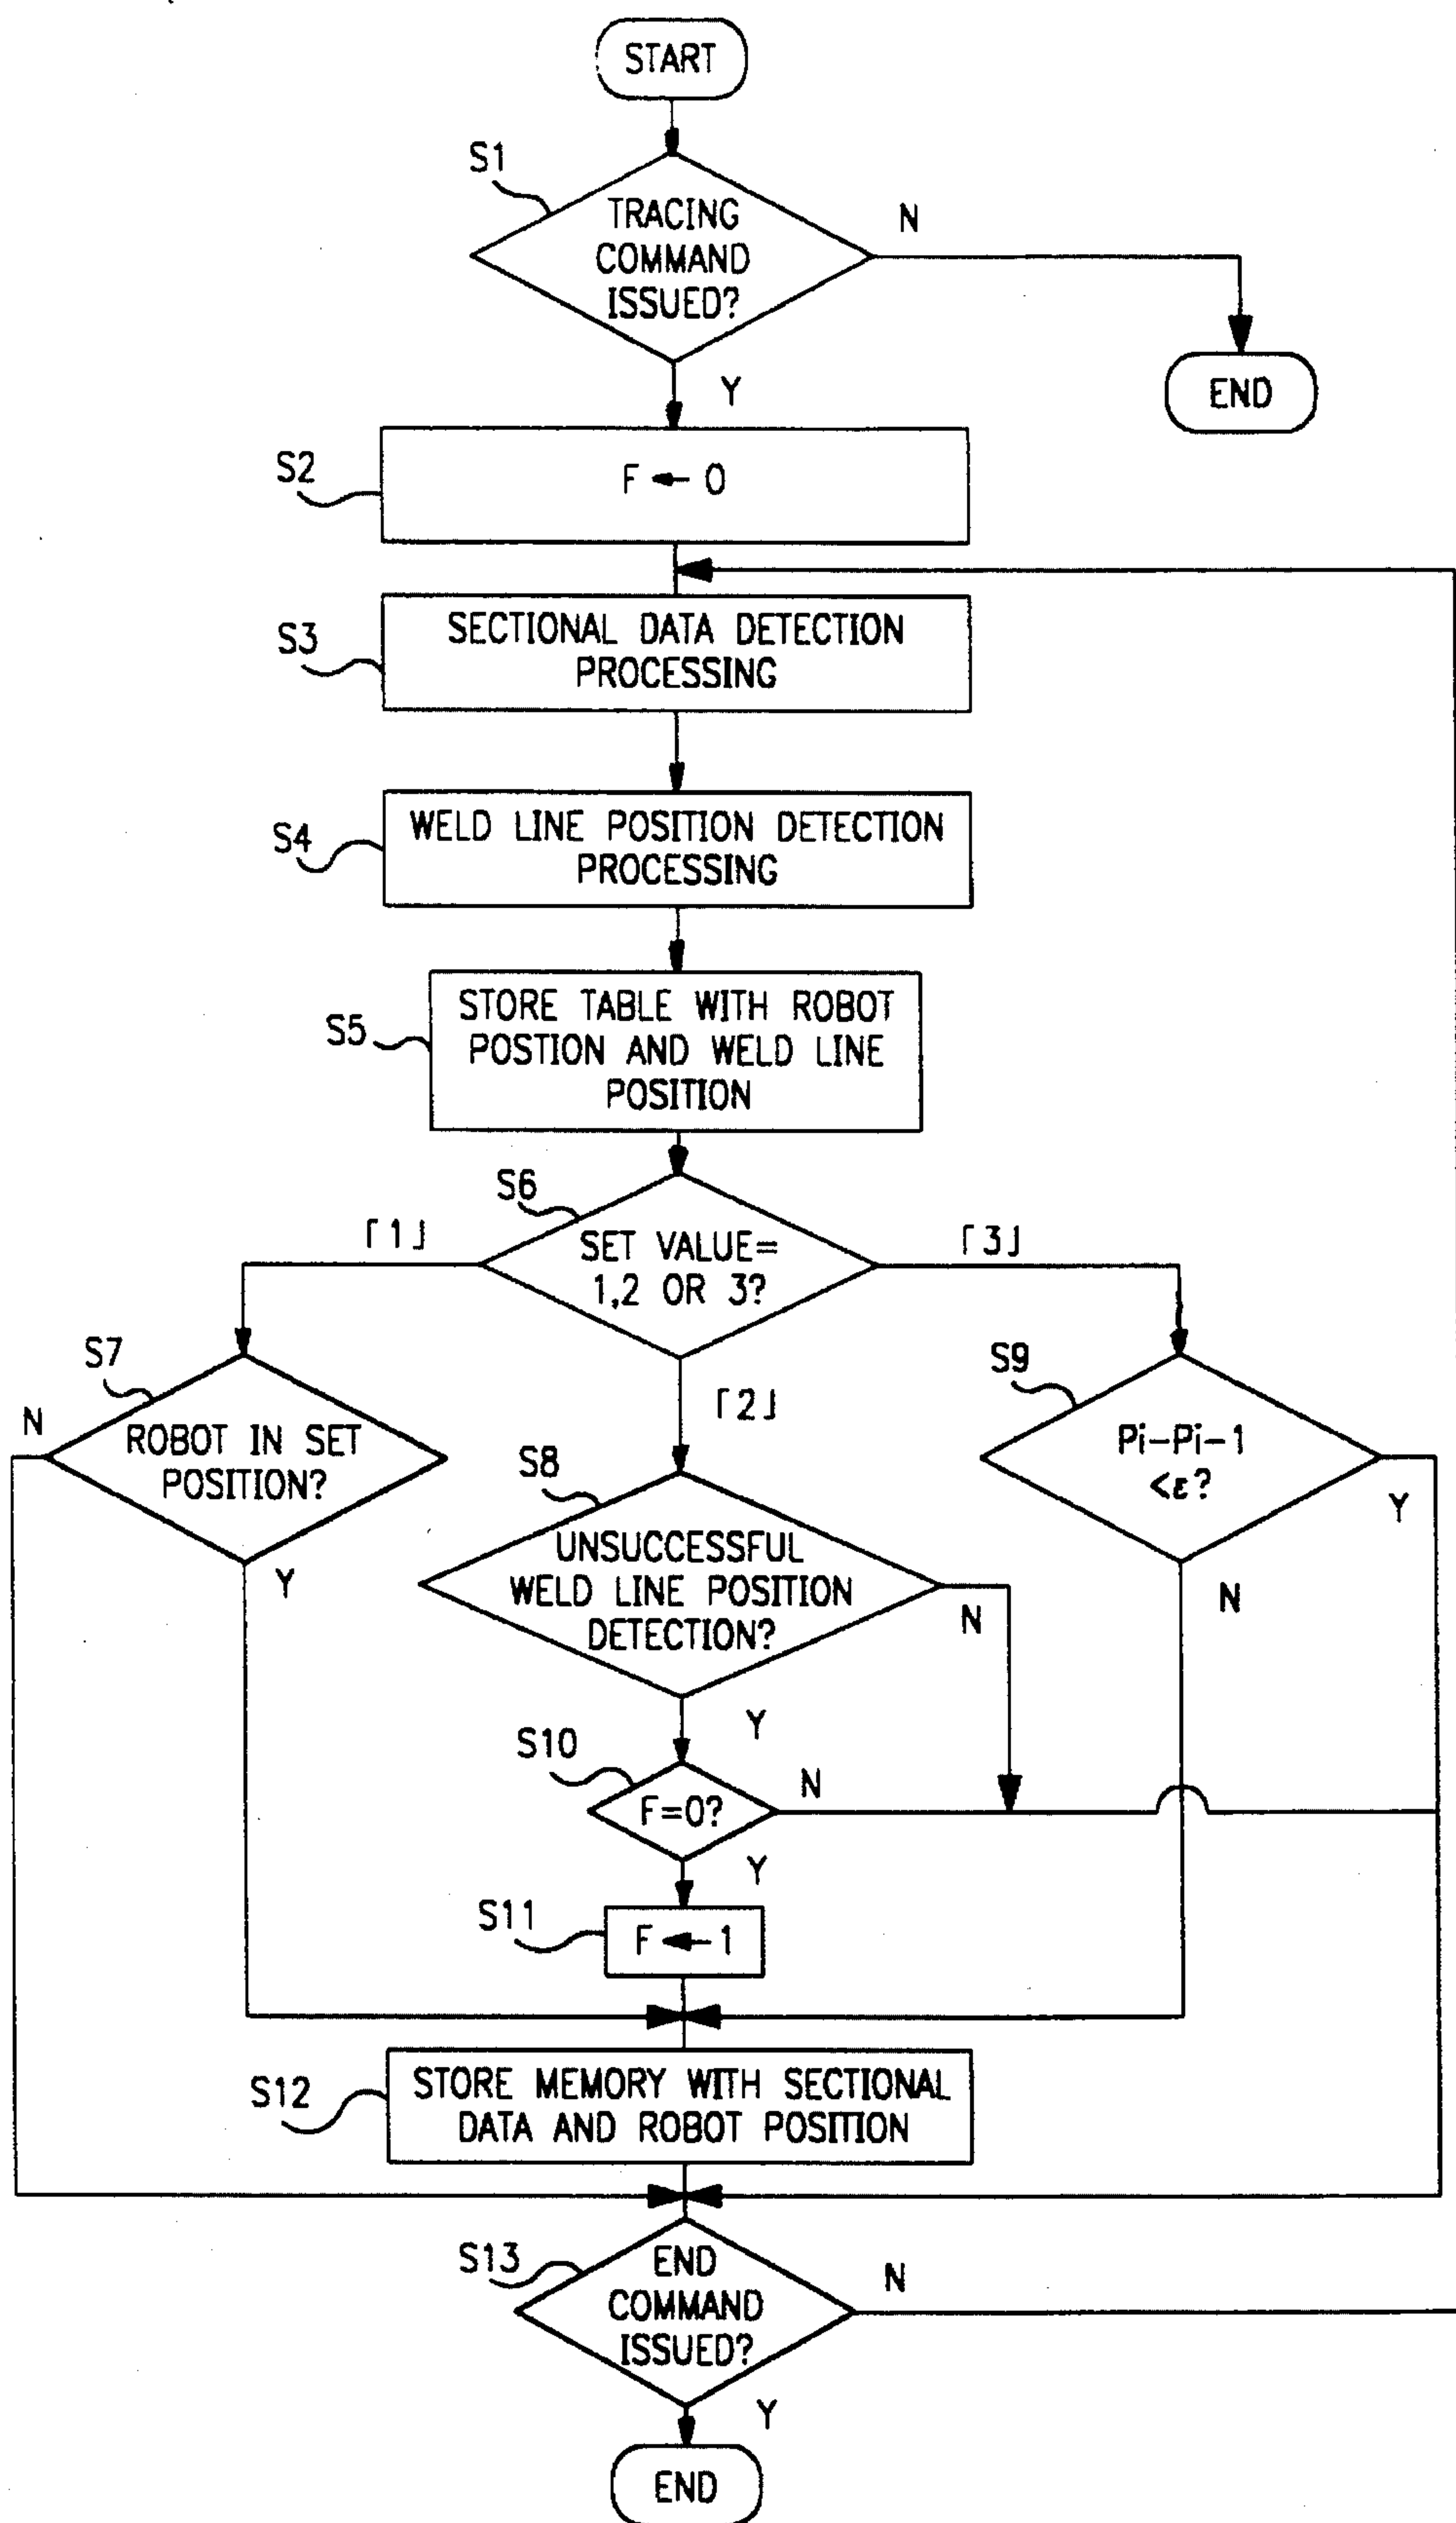 START
S1
TRACING
COMMAND
ISSUED?
N
END
Y
S2
F ← 0
S3
SECTIONAL DATA DETECTION
PROCESSING
S4
WELD LINE POSITION DETECTION
PROCESSING
S5
STORE TABLE WITH ROBOT
POSTION AND WELD LINE
POSITION
S6
SET VALUE=
1,2 OR 3?
「1」
「3」
「2」
S7
N
ROBOT IN SET
POSITION?
Y
S9
Pi-Pi-1
<ε?
Y
N
S8
UNSUCCESSFUL
WELD LINE POSITION
DETECTION?
N
Y
S10
F=0?
N
Y
S11
F ← 1
S12
STORE MEMORY WITH SECTIONAL
DATA AND ROBOT POSITION
S13
END
COMMAND
ISSUED?
N
Y
END